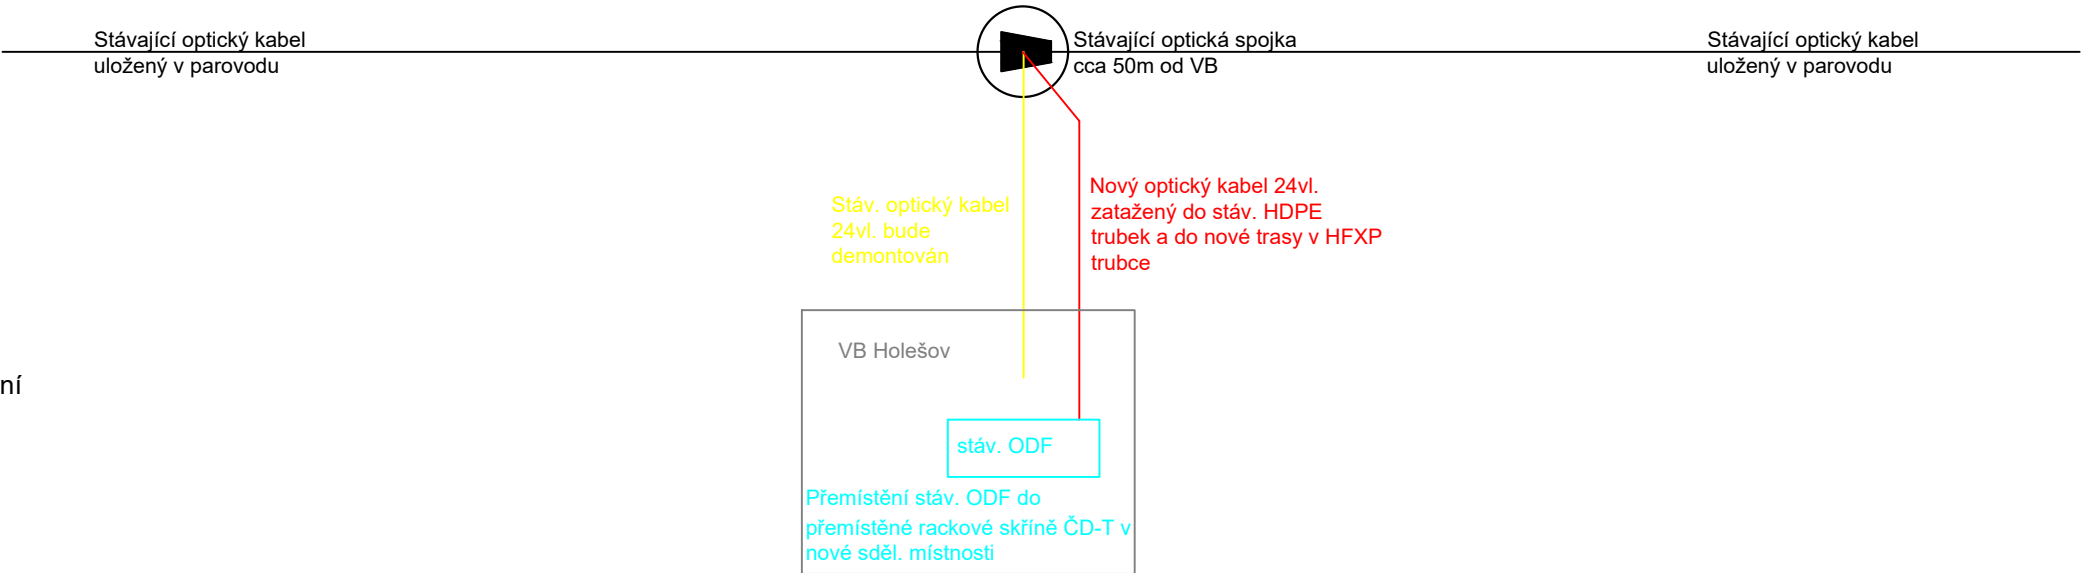 Stávající optický kabel
uložený v parovodu
Stávající optická spojka
cca 50m od VB
Stávající optický kabel
uložený v parovodu
Stáv. optický kabel
24vl. bude
demontován
Nový optický kabel 24vl.
zatažený do stáv. HDPE
trubek a do nové trasy v HFXP
trubce
VB Holešov
ní
stáv. ODF
Přemístění stáv. ODF do
přemístěné rackové skříně ČD-T v
nové sděl. místnosti